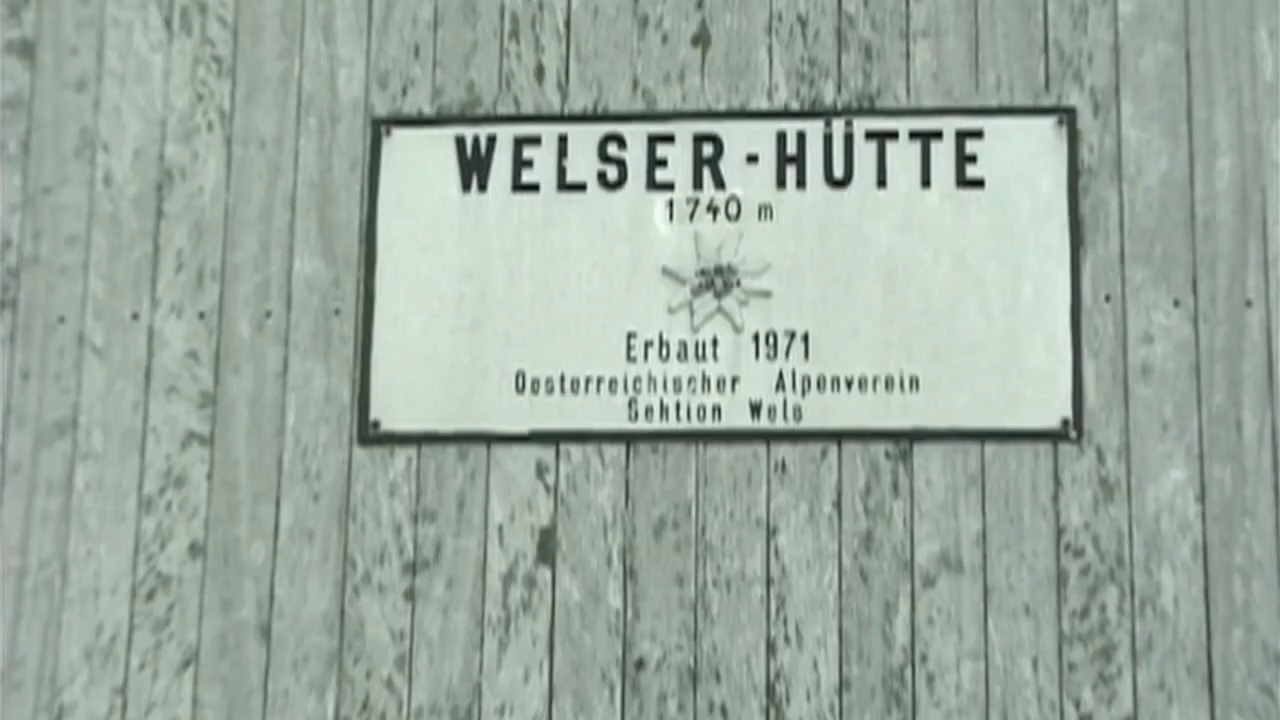 WELSER-HÜTTE
1740 m
Erbaut 1971
Oesterreichischer Alpenverein
Sektion Wels